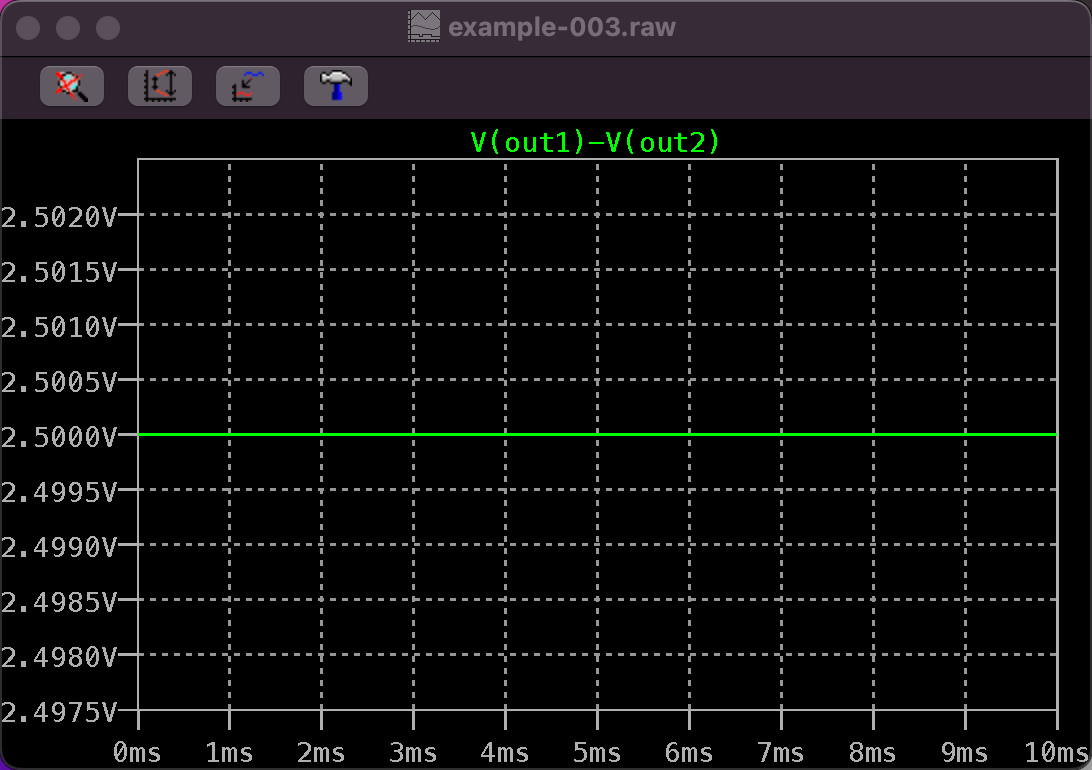 example-003.raw
V(out1)−V(out2)
2.5020V
2.5015V
2.5010V
2.5005V
2.5000V
2.4995V
2.4990V
2.4985V
2.4980V
2.4975V
0ms 1ms 2ms 3ms 4ms 5ms 6ms 7ms 8ms 9ms 10ms